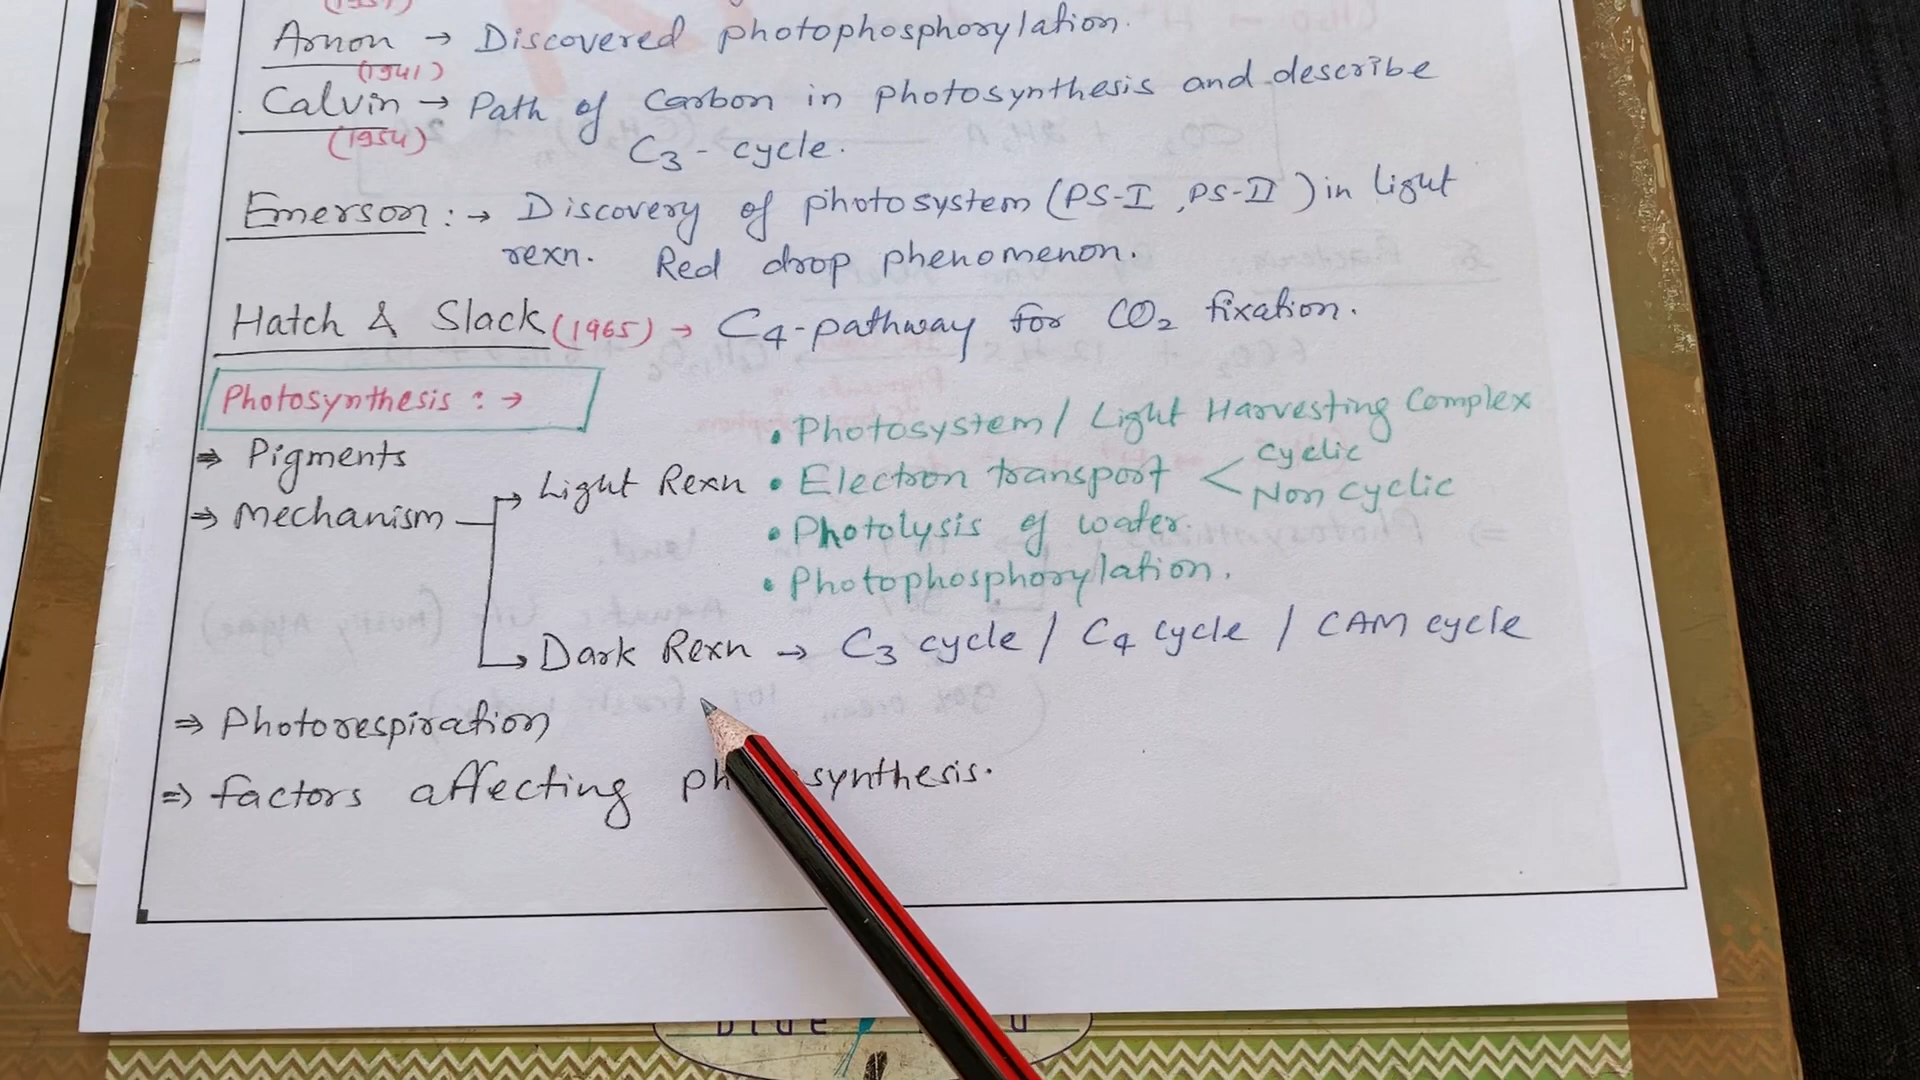 Arnon → Discovered photophosphorylation.
(1941)
Calvin → Path of Carbon in photosynthesis and describe
(1954)
C3 - cycle.
Emerson : → Discovery of photosystem (PS-I , PS-II) in light
rexn. Red drop phenomenon.
Hatch & Slack (1965) → C4-pathway for CO2 fixation.
Photosynthesis : →
⇒ Pigments
⇒ Mechanism
Light Rexn
• Photosystem / Light Harvesting Complex
• Electron transport < Cyclic
Non cyclic
• Photolysis of water.
• Photophosphorylation.
Dark Rexn → C3 cycle / C4 cycle / CAM cycle
⇒ Photorespiration
⇒ factors affecting